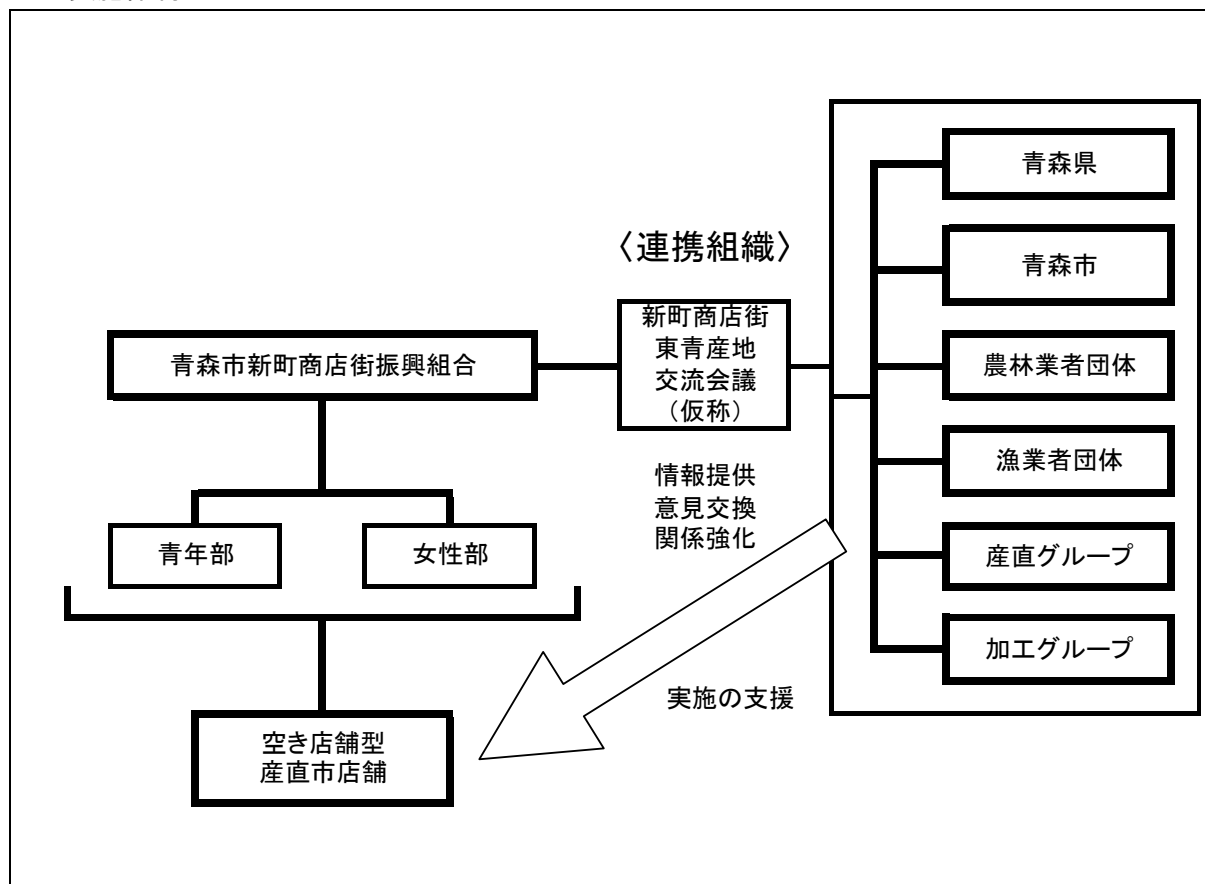 〈連携組織〉
青森市新町商店街振興組合
新町商店街
東青産地
交流会議
(仮称)
青年部
女性部
空き店舗型
産直市店舗
情報提供
意見交換
関係強化
実施の支援
青森県
青森市
農林業者団体
漁業者団体
産直グループ
加工グループ